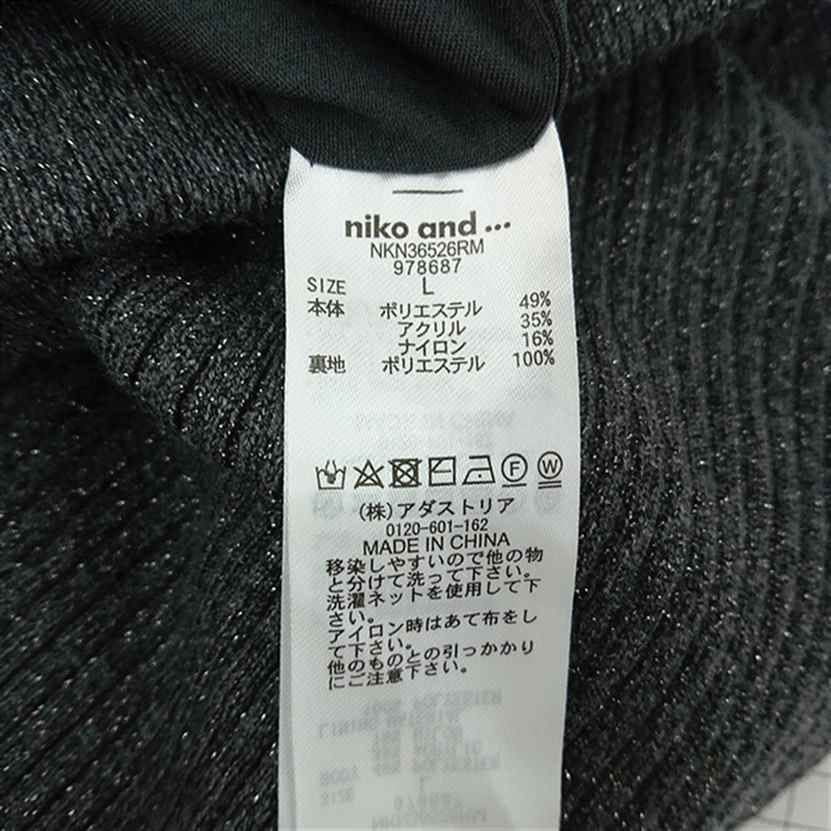 niko and ...
NKN36526RM
978687
SIZE L
本体 ポリエステル 49%
アクリル 35%
ナイロン 16%
裏地 ポリエステル 100%
F W
(株)アダストリア
0120-601-162
MADE IN CHINA
移染しやすいので他の物
と分けて洗って下さい。
洗濯ネットを使用して下
さい。
アイロン時はあて布をし
て下さい。
他のものとの引っかかり
にご注意下さい。